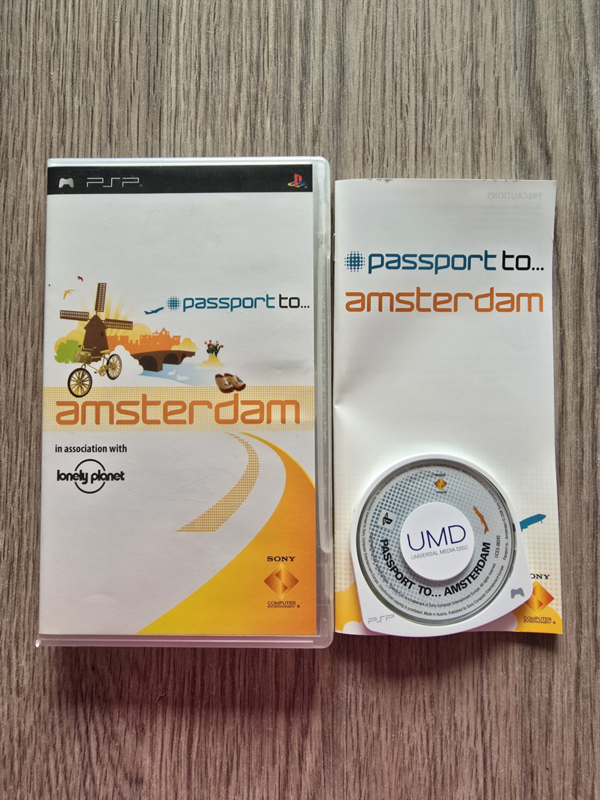 PSP
passport to...
amsterdam
in association with
lonely planet
SONY
COMPUTER
ENTERTAINMENT
PRECAUTIONS
passport to...
amsterdam
UMD
UNIVERSAL MEDIA DISC
PASSPORT TO... AMSTERDAM
PSP
SONY
COMPUTER
ENTERTAINMENT